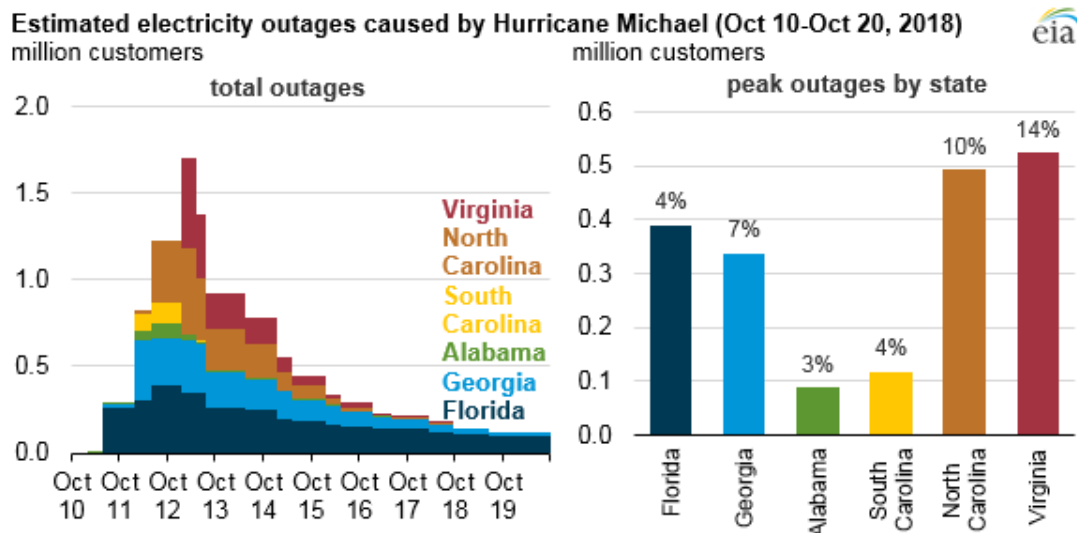 Estimated electricity outages caused by Hurricane Michael (Oct 10-Oct 20, 2018)
eia
million customers
total outages
2.0
1.5
1.0
0.5
0.0
Virginia
North
Carolina
South
Carolina
Alabama
Georgia
Florida
Oct Oct Oct Oct Oct Oct Oct Oct Oct Oct
10 11 12 13 14 15 16 17 18 19
million customers
peak outages by state
0.6
0.5
0.4
0.3
0.2
0.1
0.0
4%
7%
3%
4%
10%
14%
Florida
Georgia
Alabama
South
Carolina
North
Carolina
Virginia